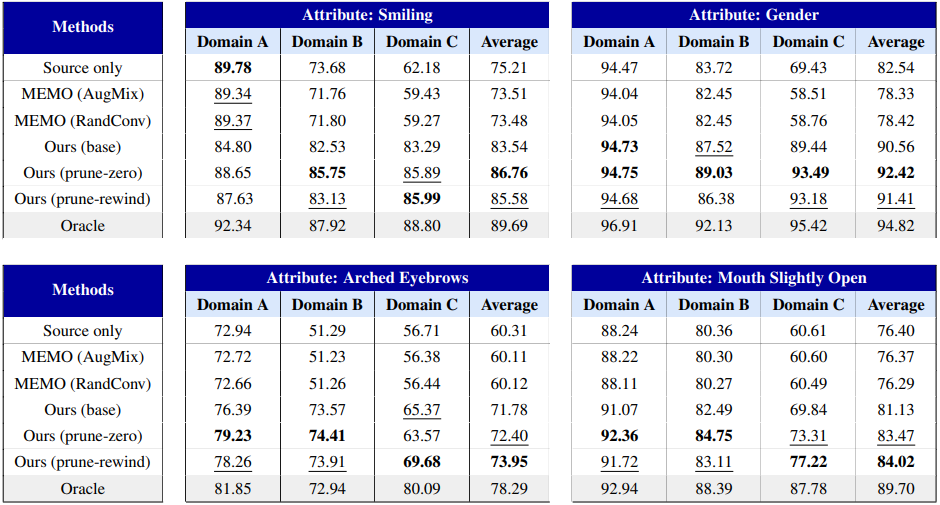 Methods Attribute: Smiling Attribute: Gender
Domain A Domain B Domain C Average Domain A Domain B Domain C Average
Source only 89.78 73.68 62.18 75.21 94.47 83.72 69.43 82.54
MEMO (AugMix) 89.34 71.76 59.43 73.51 94.04 82.45 58.51 78.33
MEMO (RandConv) 89.37 71.80 59.27 73.48 94.05 82.45 58.76 78.42
Ours (base) 84.80 82.53 83.29 83.54 94.73 87.52 89.44 90.56
Ours (prune-zero) 88.65 85.75 85.89 86.76 94.75 89.03 93.49 92.42
Ours (prune-rewind) 87.63 83.13 85.99 85.58 94.68 86.38 93.18 91.41
Oracle 92.34 87.92 88.80 89.69 96.91 92.13 95.42 94.82
Methods Attribute: Arched Eyebrows Attribute: Mouth Slightly Open
Domain A Domain B Domain C Average Domain A Domain B Domain C Average
Source only 72.94 51.29 56.71 60.31 88.24 80.36 60.61 76.40
MEMO (AugMix) 72.72 51.23 56.38 60.11 88.22 80.30 60.60 76.37
MEMO (RandConv) 72.66 51.26 56.44 60.12 88.11 80.27 60.49 76.29
Ours (base) 76.39 73.57 65.37 71.78 91.07 82.49 69.84 81.13
Ours (prune-zero) 79.23 74.41 63.57 72.40 92.36 84.75 73.31 83.47
Ours (prune-rewind) 78.26 73.91 69.68 73.95 91.72 83.11 77.22 84.02
Oracle 81.85 72.94 80.09 78.29 92.94 88.39 87.78 89.70